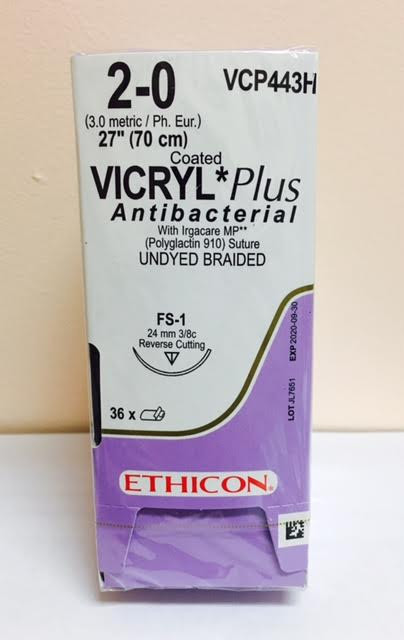 2-0
VCP443H
(3.0 metric / Ph. Eur.)
27" (70 cm)
Coated
VICRYL*Plus
Antibacterial
With Irgacare MP**
(Polyglactin 910) Suture
UNDYED BRAIDED
FS-1
24 mm 3/8c
Reverse Cutting
36 x
LOT JL7651 EXP 2020-09-30
ETHICON®